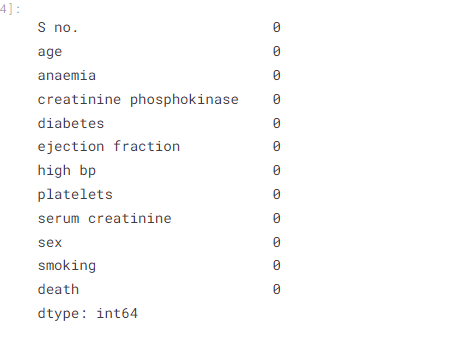 4]:
S no. 0
age 0
anaemia 0
creatinine phosphokinase 0
diabetes 0
ejection fraction 0
high bp 0
platelets 0
serum creatinine 0
sex 0
smoking 0
death 0
dtype: int64